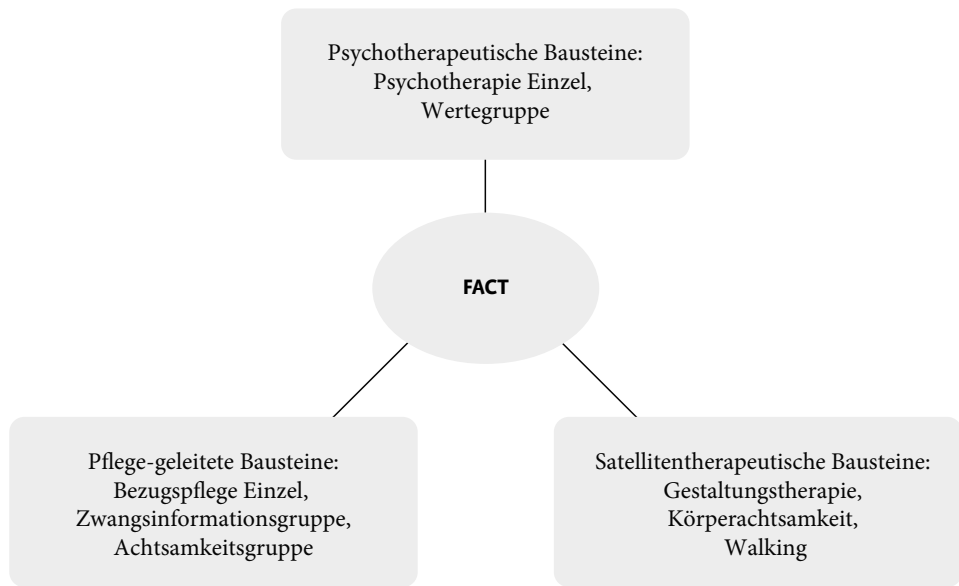 Psychotherapeutische Bausteine:
Psychotherapie Einzel,
Wertegruppe
FACT
Pflege-geleitete Bausteine:
Bezugspflege Einzel,
Zwangsinformationsgruppe,
Achtsamkeitsgruppe
Satellitentherapeutische Bausteine:
Gestaltungstherapie,
Körperachtsamkeit,
Walking